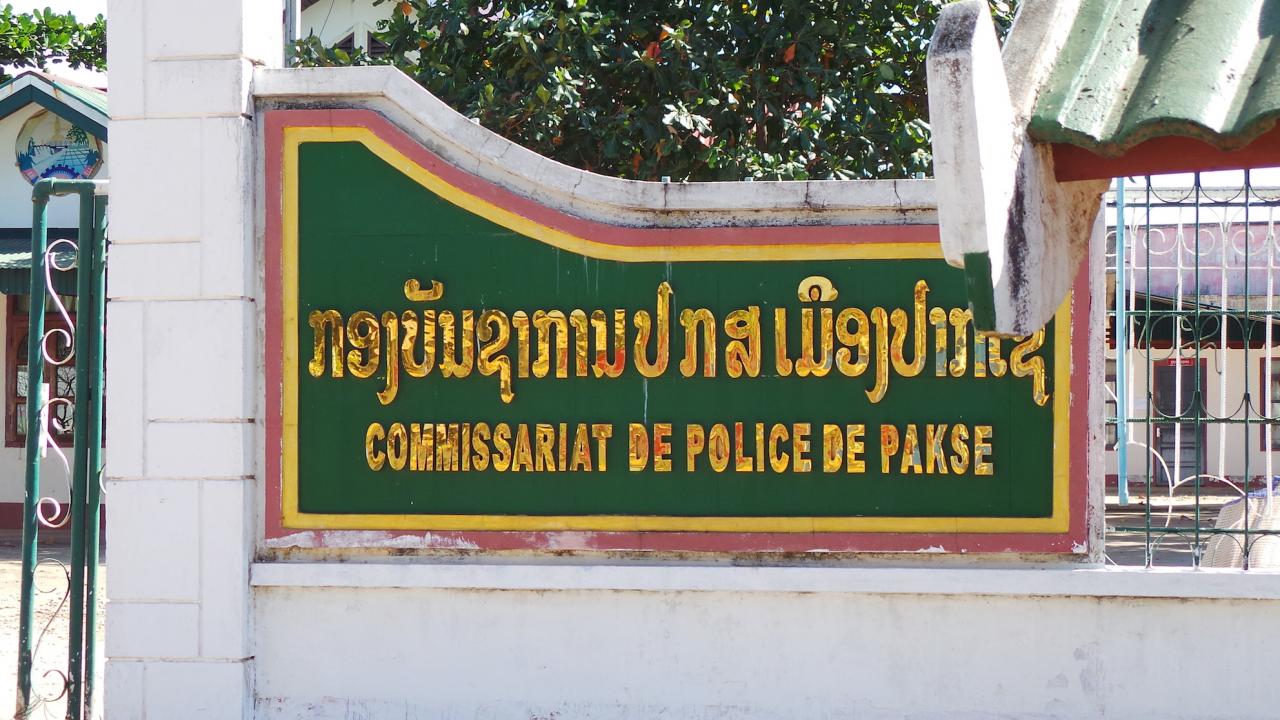 ກອງບັນຊາການ ປກສ ເມືອງປາກເຊ
COMMISSARIAT DE POLICE DE PAKSE